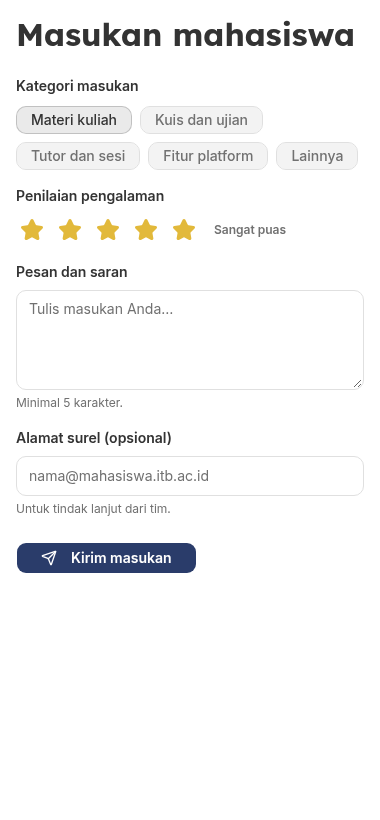 Masukan mahasiswa
Kategori masukan
Materi kuliah Kuis dan ujian
Tutor dan sesi Fitur platform Lainnya
Penilaian pengalaman
Sangat puas
Pesan dan saran
Tulis masukan Anda...
Minimal 5 karakter.
Alamat surel (opsional)
nama@mahasiswa.itb.ac.id
Untuk tindak lanjut dari tim.
Kirim masukan